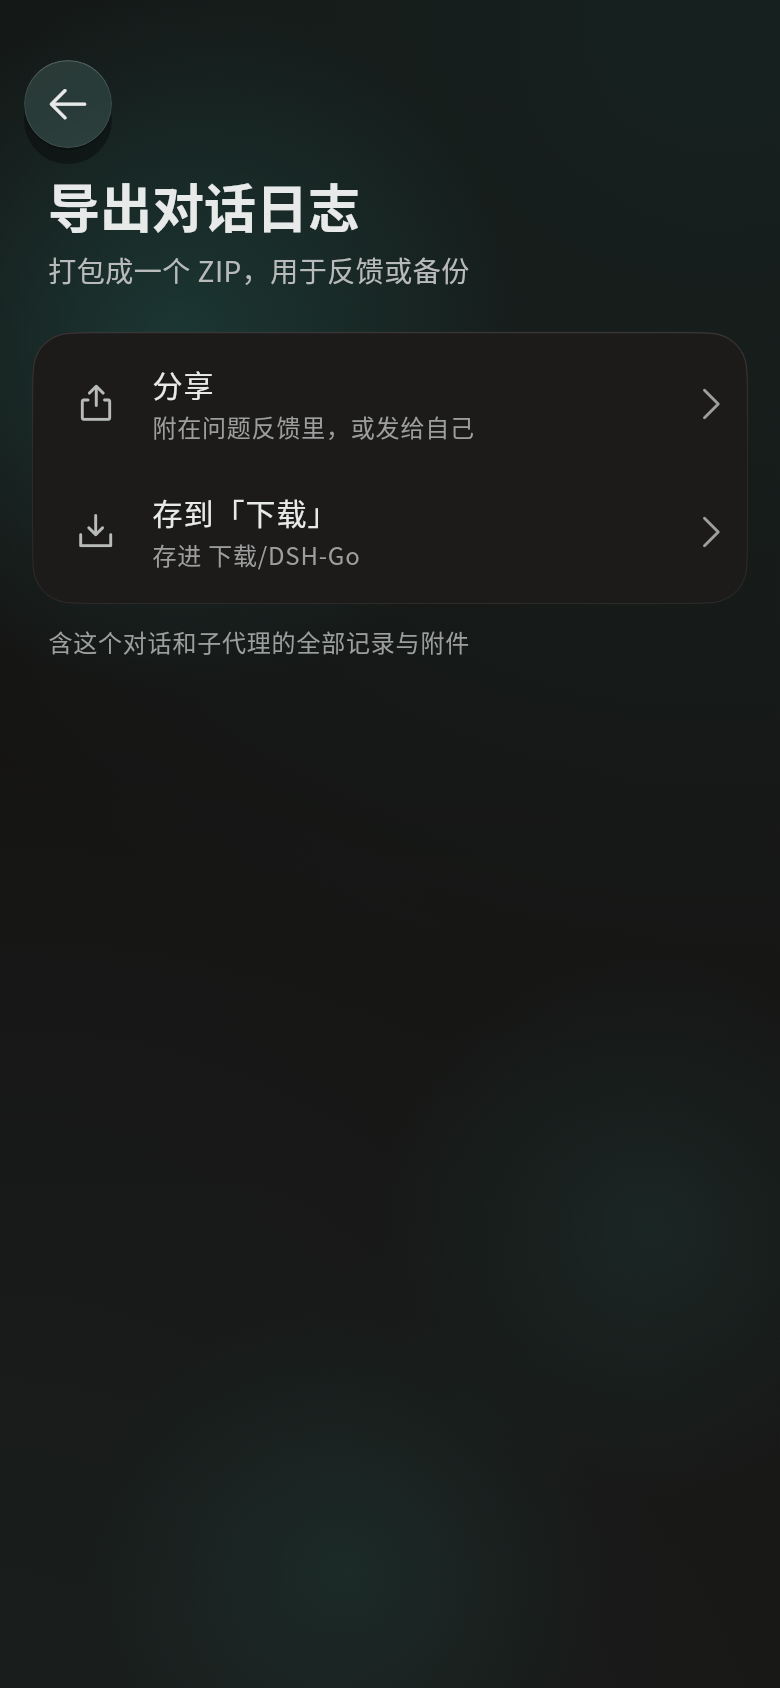 导出对话日志
打包成一个 ZIP，用于反馈或备份
分享
附在问题反馈里，或发给自己
存到「下载」
存进 下载/DSH-Go
含这个对话和子代理的全部记录与附件